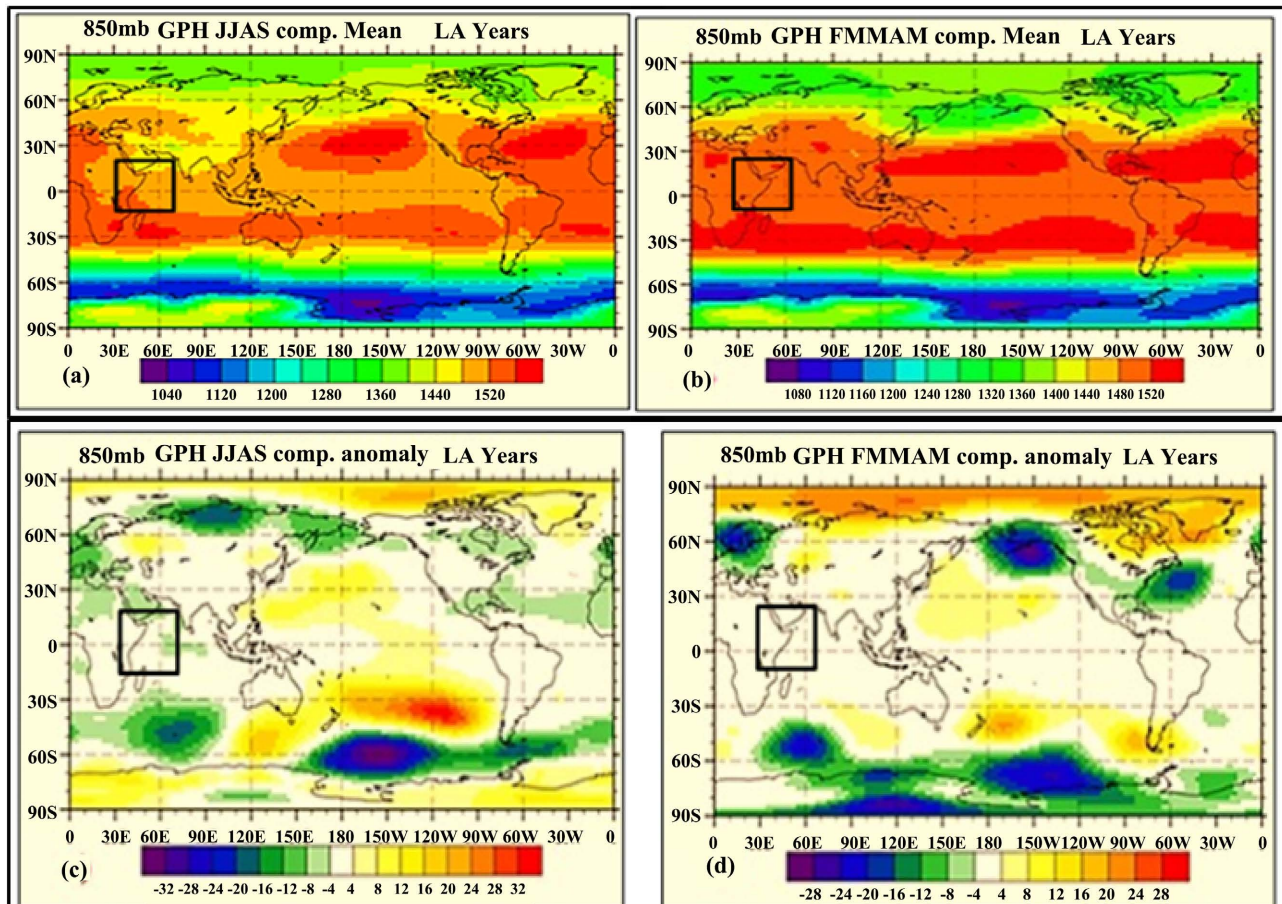 850mb GPH JJAS comp. Mean LA Years
90N
60N
30N
0
30S
60S
90S
0 30E 60E 90E 120E 150E 180 150W 120W 90W 60W 30W 0
(a)
1040 1120 1200 1280 1360 1440 1520
850mb GPH FMMAM comp. Mean LA Years
90N
60N
30N
0
30S
60S
90S
0 30E 60E 90E 120E 150E 180 150W 120W 90W 60W 30W 0
(b)
1080 1120 1160 1200 1240 1280 1320 1360 1400 1440 1480 1520
850mb GPH JJAS comp. anomaly LA Years
90N
60N
30N
0
30S
60S
90S
0 30E 60E 90E 120E 150E 180 150W 120W 90W 60W 30W 0
(c)
-32 -28 -24 -20 -16 -12 -8 -4 4 8 12 16 20 24 28 32
850mb GPH FMMAM comp. anomaly LA Years
90N
60N
30N
0
30S
60S
90S
0 30E 60E 90E 120E 150E 180 150W 120W 90W 60W 30W 0
(d)
-28 -24 -20 -16 -12 -8 -4 4 8 12 16 20 24 28